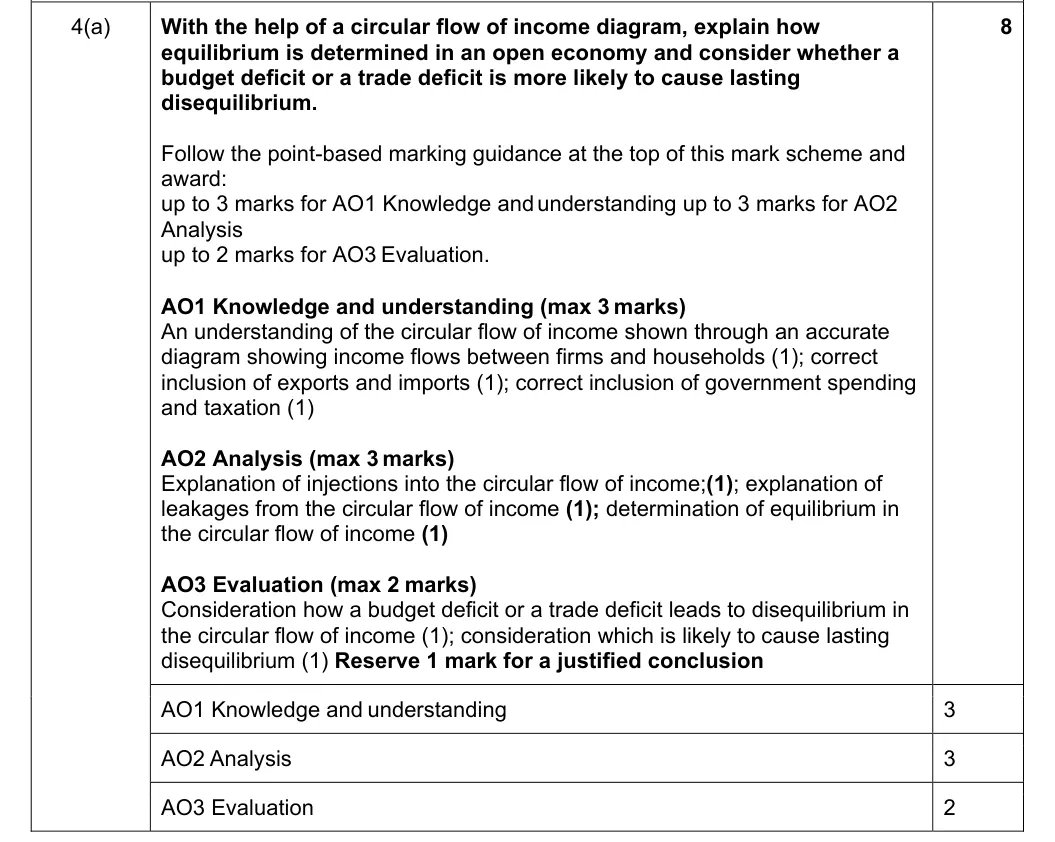 4(a)
With the help of a circular flow of income diagram, explain how
8
equilibrium is determined in an open economy and consider whether a
budget deficit or a trade deficit is more likely to cause lasting
disequilibrium.
Follow the point-based marking guidance at the top of this mark scheme and
award:
up to 3 marks for AO1 Knowledge and understanding up to 3 marks for AO2
Analysis
up to 2 marks for AO3 Evaluation.
AO1 Knowledge and understanding (max 3 marks)
An understanding of the circular flow of income shown through an accurate
diagram showing income flows between firms and households (1); correct
inclusion of exports and imports (1); correct inclusion of government spending
and taxation (1)
AO2 Analysis (max 3 marks)
Explanation of injections into the circular flow of income;(1); explanation of
leakages from the circular flow of income (1); determination of equilibrium in
the circular flow of income (1)
AO3 Evaluation (max 2 marks)
Consideration how a budget deficit or a trade deficit leads to disequilibrium in
the circular flow of income (1); consideration which is likely to cause lasting
disequilibrium (1) Reserve 1 mark for a justified conclusion
AO1 Knowledge and understanding
3
AO2 Analysis
3
AO3 Evaluation
2